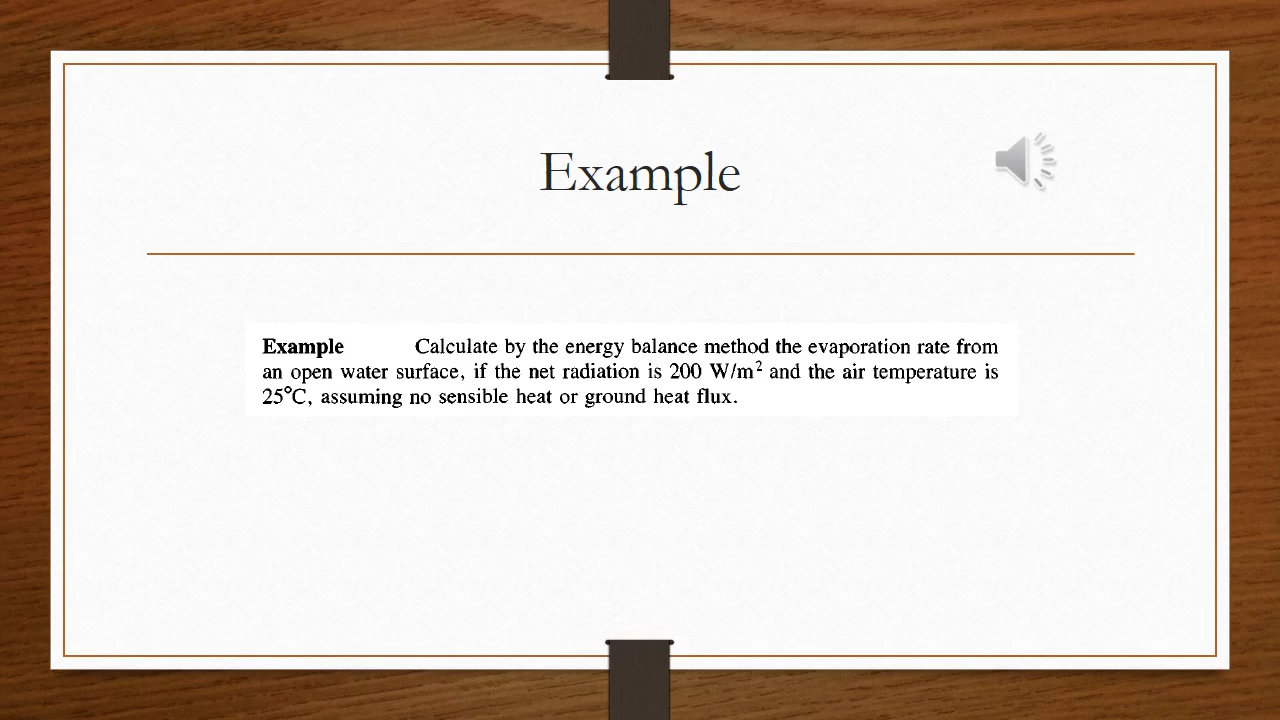 Example
Example Calculate by the energy balance method the evaporation rate from
an open water surface, if the net radiation is 200 W/m² and the air temperature is
25°C, assuming no sensible heat or ground heat flux.